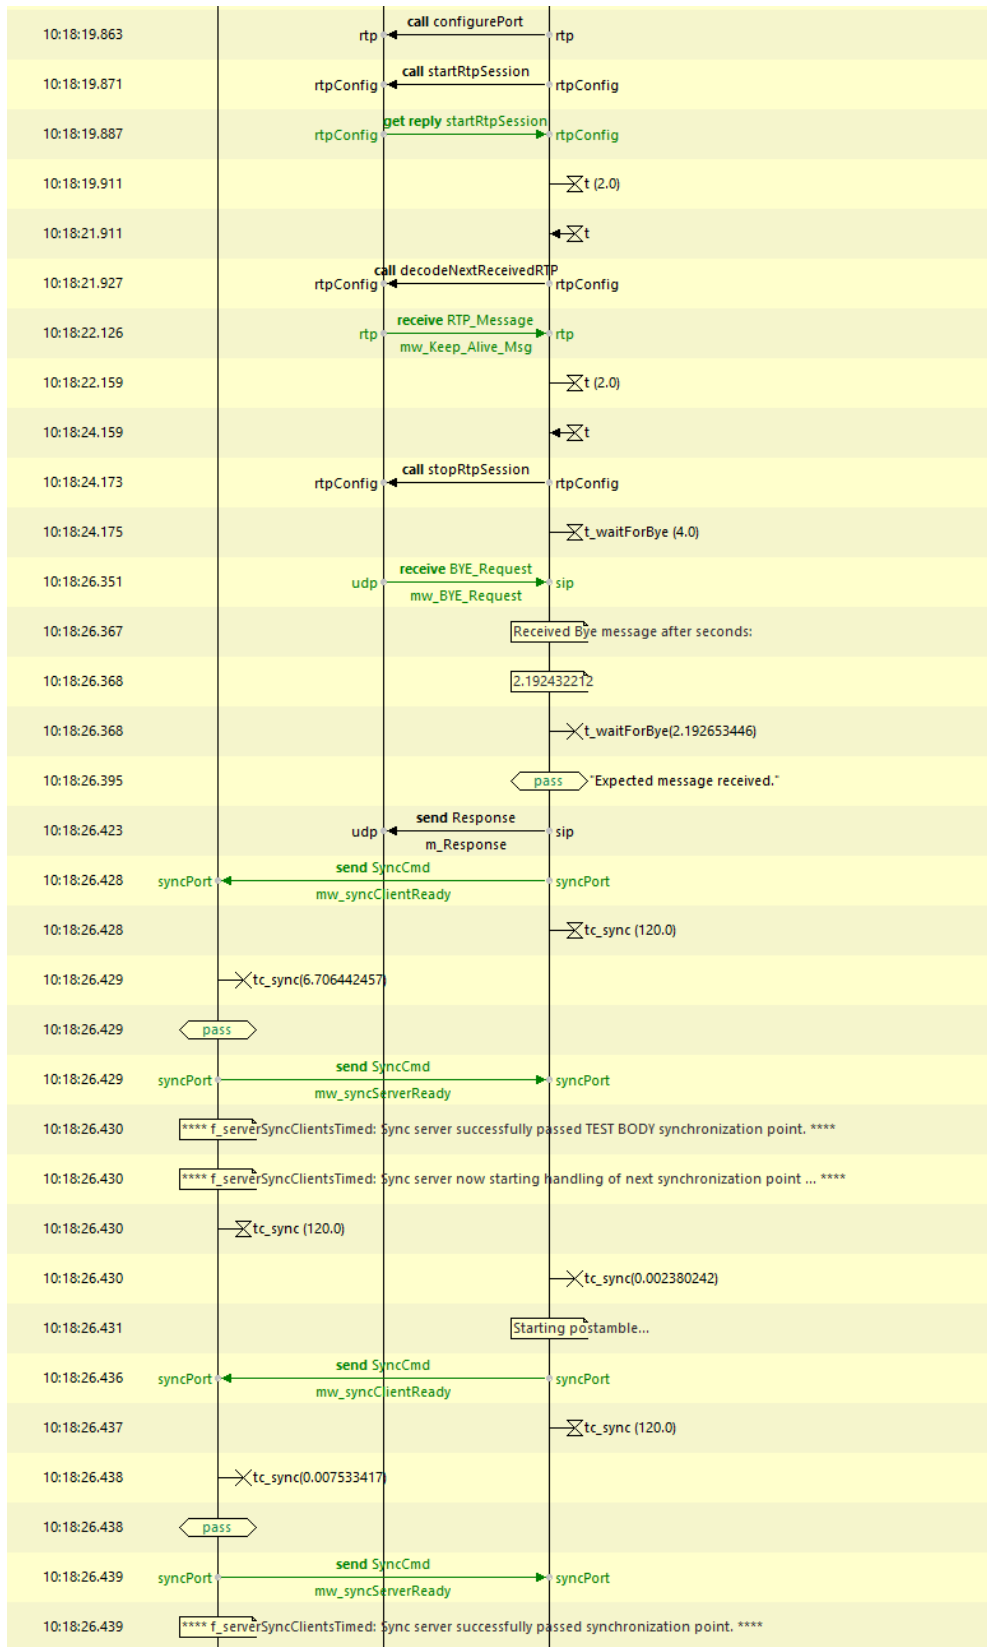 call configurePort
10:18:19.863 rtp rtp
call startRtpSession
10:18:19.871 rtpConfig rtpConfig
get reply startRtpSession
10:18:19.887 rtpConfig rtpConfig
10:18:19.911 t (2.0)
10:18:21.911 t
call decodeNextReceivedRTP
10:18:21.927 rtpConfig rtpConfig
receive RTP_Message
10:18:22.126 rtp rtp
mw_Keep_Alive_Msg
10:18:22.159 t (2.0)
10:18:24.159 t
call stopRtpSession
10:18:24.173 rtpConfig rtpConfig
10:18:24.175 t_waitForBye (4.0)
receive BYE_Request
10:18:26.351 udp sip
mw_BYE_Request
10:18:26.367 Received Bye message after seconds:
10:18:26.368 2.192432212
10:18:26.368 t_waitForBye(2.192653446)
10:18:26.395 pass "Expected message received."
send Response
10:18:26.423 udp sip
m_Response
send SyncCmd
10:18:26.428 syncPort syncPort
mw_syncClientReady
10:18:26.428 tc_sync (120.0)
10:18:26.429 tc_sync(6.706442457)
10:18:26.429 pass
send SyncCmd
10:18:26.429 syncPort syncPort
mw_syncServerReady
10:18:26.430 **** f_serverSyncClientsTimed: Sync server successfully passed TEST BODY synchronization point. ****
10:18:26.430 **** f_serverSyncClientsTimed: Sync server now starting handling of next synchronization point ... ****
10:18:26.430 tc_sync (120.0)
10:18:26.430 tc_sync(0.002380242)
10:18:26.431 Starting postamble...
send SyncCmd
10:18:26.436 syncPort syncPort
mw_syncClientReady
10:18:26.437 tc_sync (120.0)
10:18:26.438 tc_sync(0.007533417)
10:18:26.438 pass
send SyncCmd
10:18:26.439 syncPort syncPort
mw_syncServerReady
10:18:26.439 **** f_serverSyncClientsTimed: Sync server successfully passed synchronization point. ****